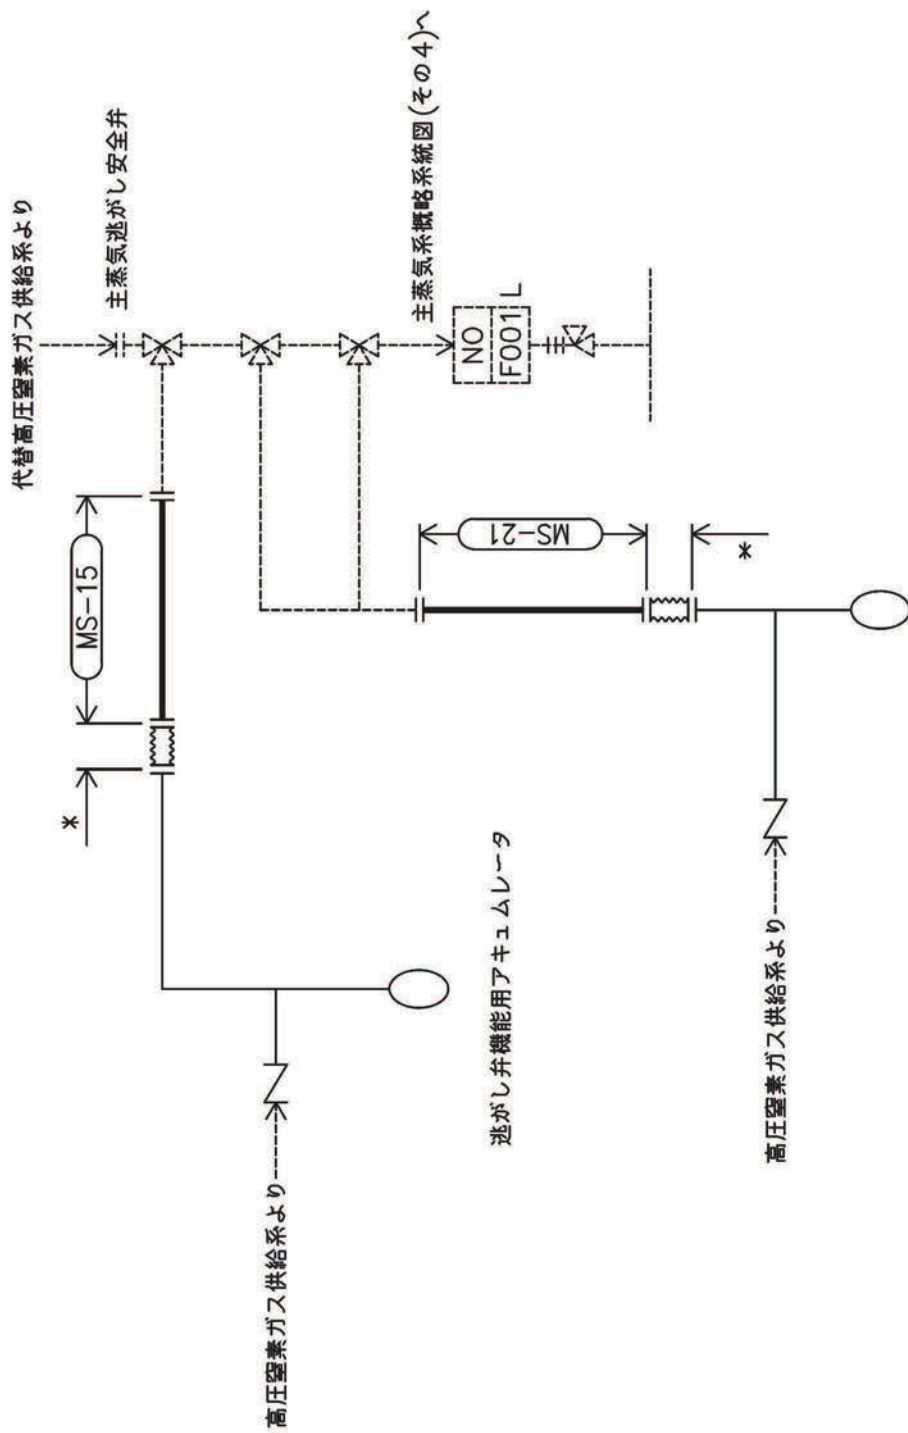 代替高圧窒素ガス供給系より
主蒸気逃がし安全弁
MS-15
*
主蒸気系概略系統図(その4)へ
NO
F001
L
MS-21
*
高圧窒素ガス供給系より
逃がし弁機能用アキュムレータ
高圧窒素ガス供給系より